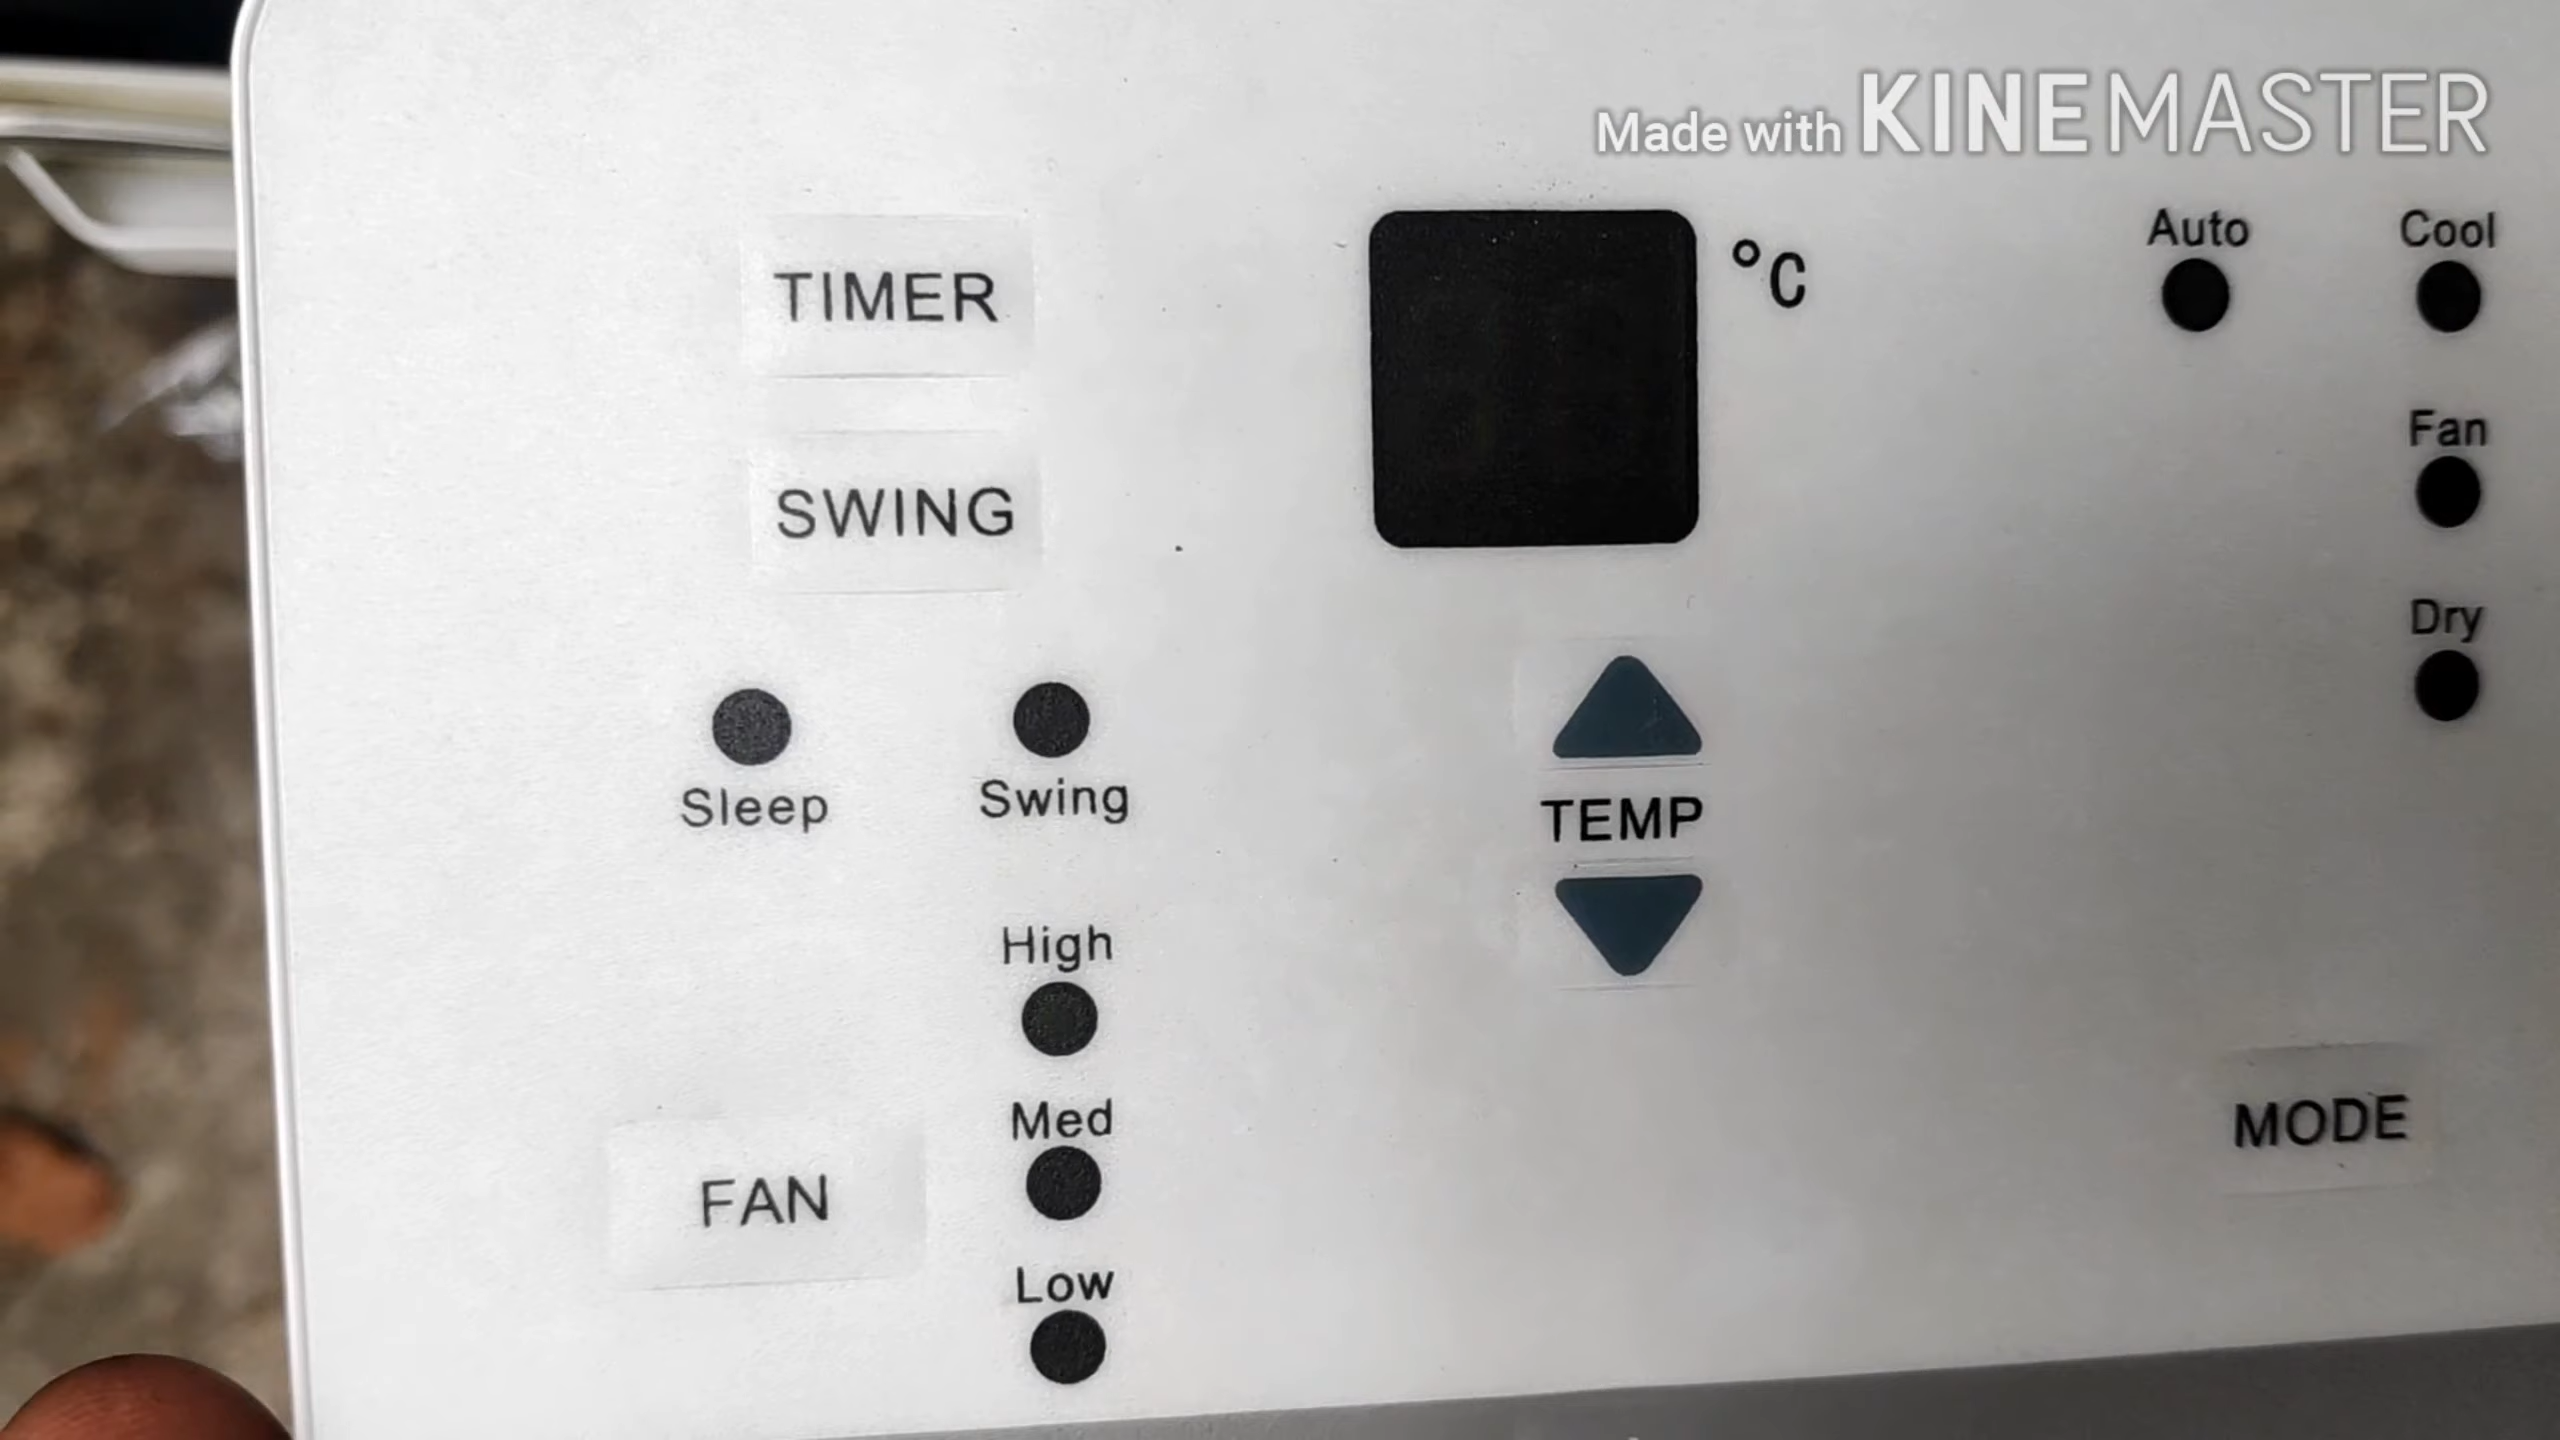 Made with KINEMASTER
TIMER
SWING
Sleep
Swing
High
Med
Low
FAN
°C
TEMP
Auto
Cool
Fan
Dry
MODE